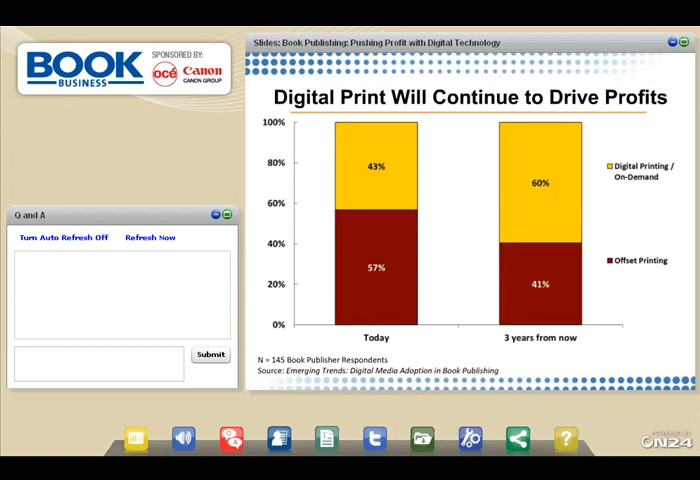 BOOK
BUSINESS
SPONSORED BY:
océ
Canon
CANON GROUP
Slides: Book Publishing: Pushing Profit with Digital Technology
Digital Print Will Continue to Drive Profits
100%
80%
60%
40%
20%
0%
43%
57%
60%
41%
Today
3 years from now
Digital Printing /
On-Demand
Offset Printing
N = 145 Book Publisher Respondents
Source: Emerging Trends: Digital Media Adoption in Book Publishing
Q and A
Turn Auto Refresh Off
Refresh Now
Submit
Q
A
?
POWERED BY
ON24